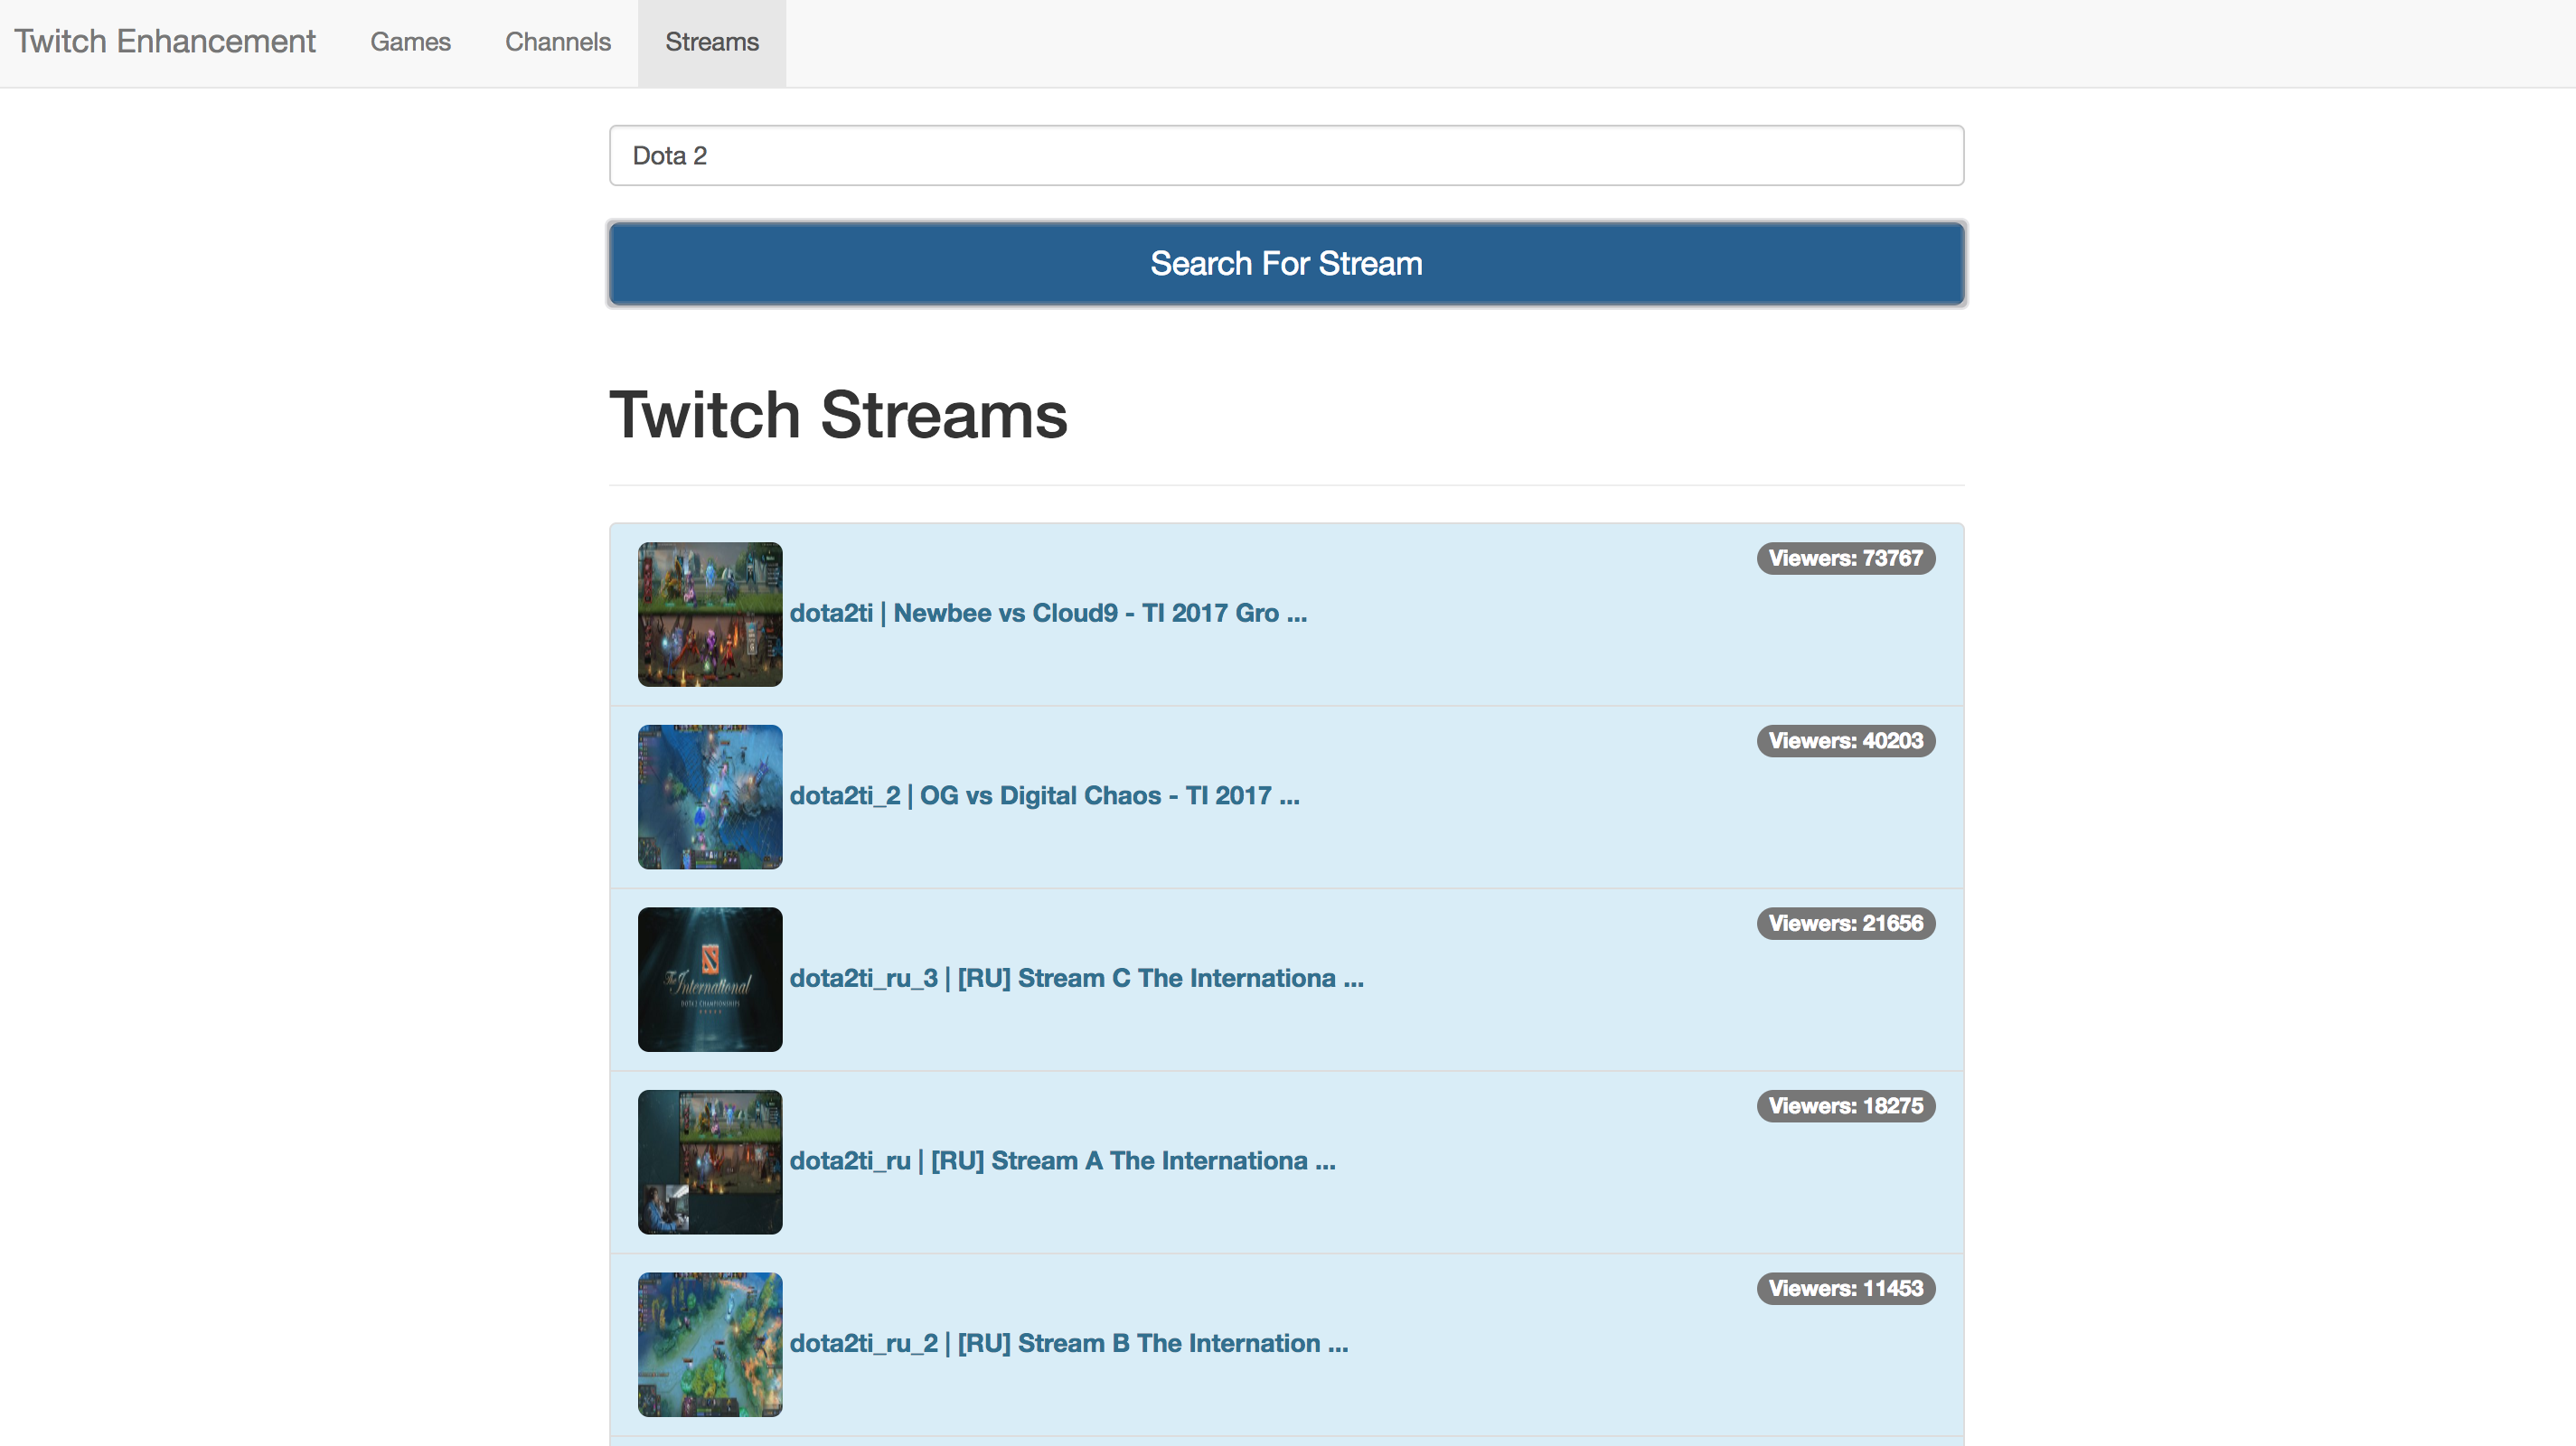 Twitch Enhancement Games Channels Streams
Dota 2
Search For Stream
Twitch Streams
Viewers: 73767
dota2ti | Newbee vs Cloud9 - TI 2017 Gro ...
Viewers: 40203
dota2ti_2 | OG vs Digital Chaos - TI 2017 ...
Viewers: 21656
The International
DOTA 2 CHAMPIONSHIPS
dota2ti_ru_3 | [RU] Stream C The Internationa ...
Viewers: 18275
dota2ti_ru | [RU] Stream A The Internationa ...
Viewers: 11453
dota2ti_ru_2 | [RU] Stream B The Internation ...